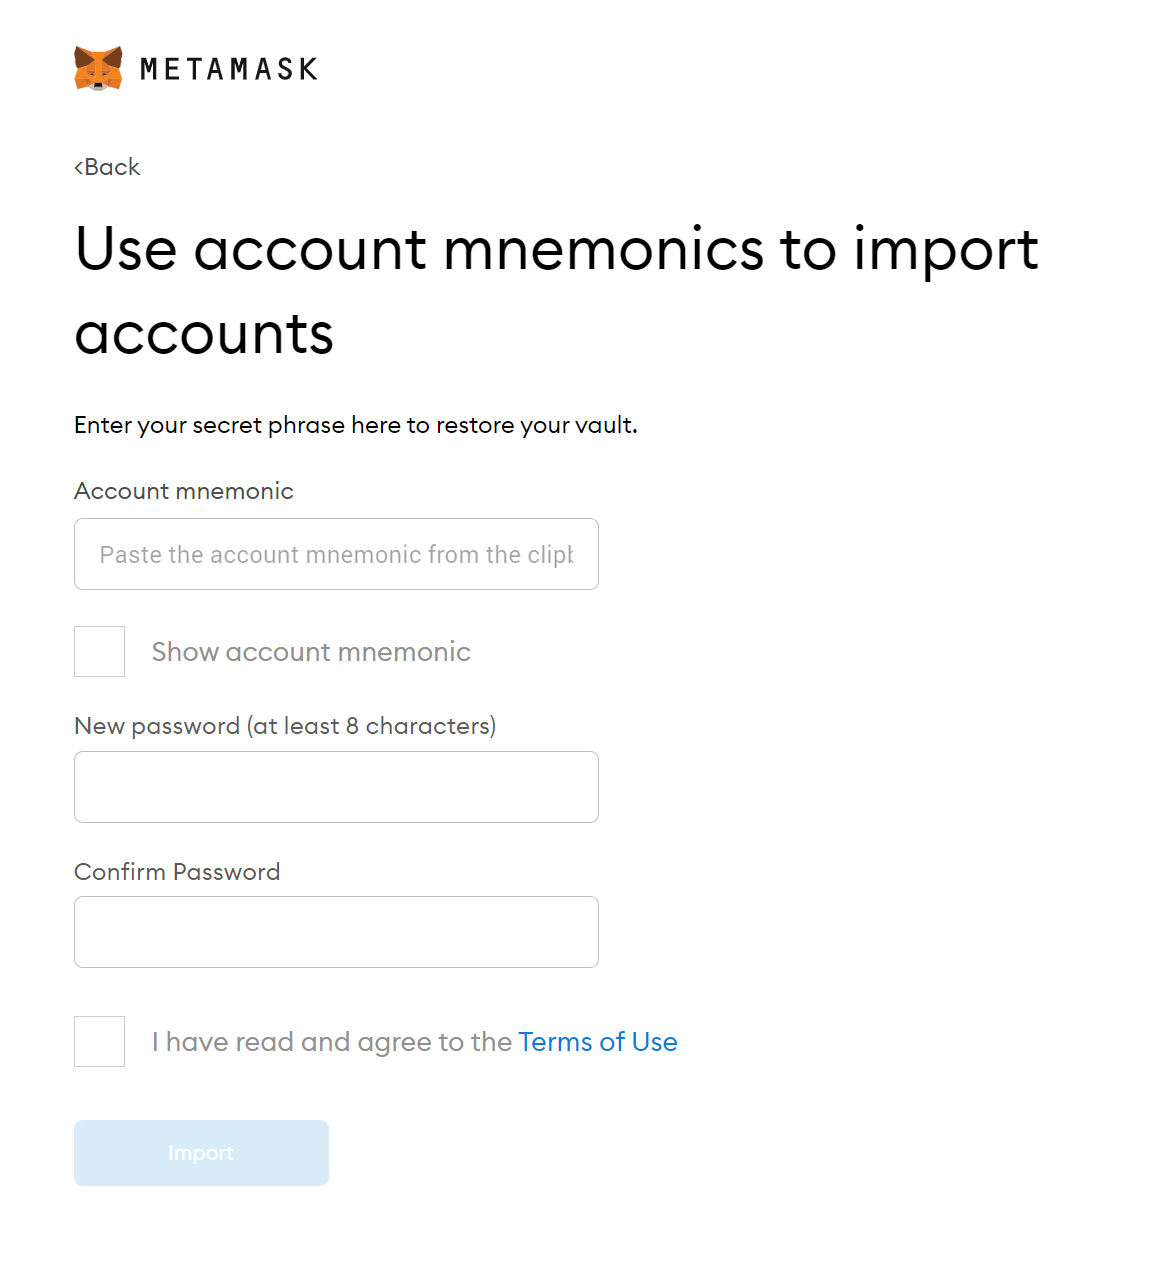 METAMASK
<Back
Use account mnemonics to import
accounts
Enter your secret phrase here to restore your vault.
Account mnemonic
Paste the account mnemonic from the
Show account mnemonic
New password (at least 8 characters)
Confirm Password
I have read and agree to the Terms of Use
Import